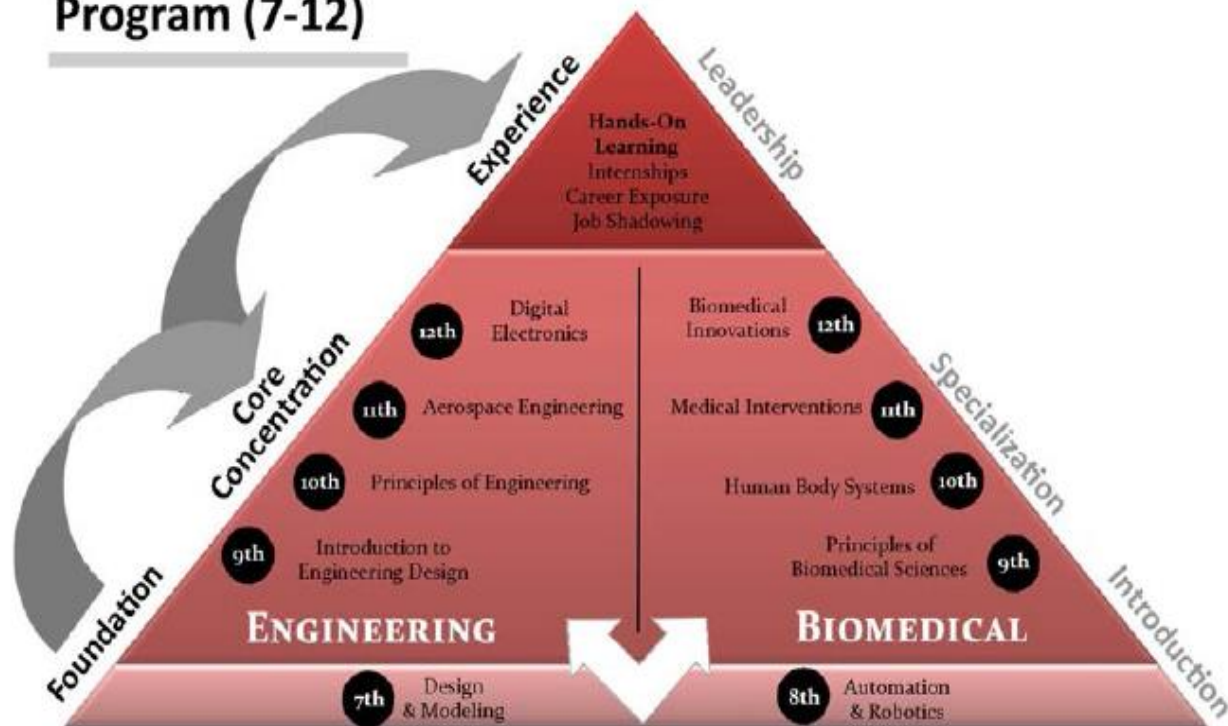 Program (7-12)
Experience
Leadership
Hands-On
Learning
Internships
Career Exposure
Job Shadowing
Core
Concentration
Specialization
12th
Digital
Electronics
Biomedical
Innovations
12th
11th
Aerospace Engineering
Medical Interventions
11th
10th
Principles of Engineering
Human Body Systems
10th
9th
Introduction to
Engineering Design
Principles of
Biomedical Sciences
9th
ENGINEERING
BIOMEDICAL
Foundation
Introduction
7th
Design
& Modeling
8th
Automation
& Robotics